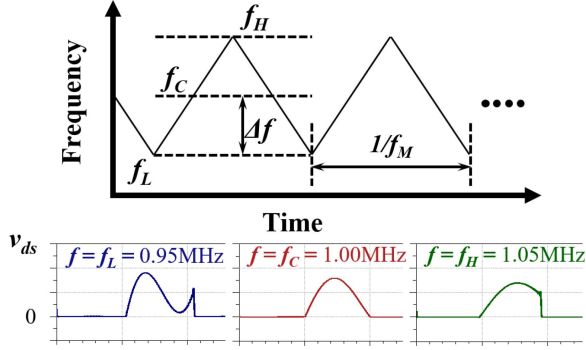 f_H
Frequency
f_C
Δf
f_L
1/f_M
Time
v_ds
f = f_L = 0.95MHz
f = f_C = 1.00MHz
f = f_H = 1.05MHz
0